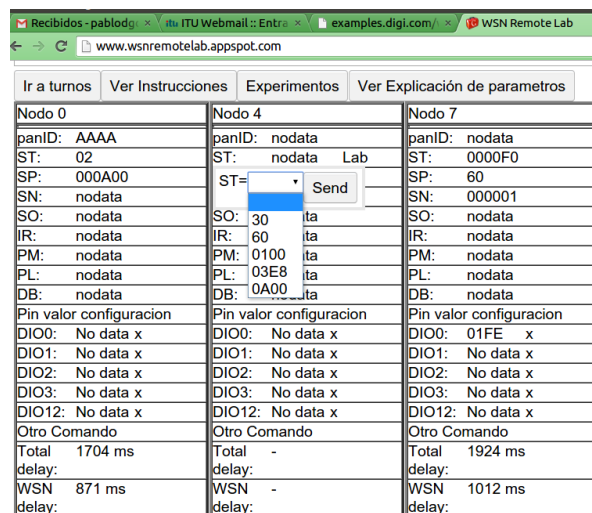 Recibidos - pablodg
itu ITU Webmail :: Entra
examples.digi.com/
WSN Remote Lab
www.wsnremotelab.appspot.com
Ir a turnos Ver Instrucciones Experimentos Ver Explicación de parametros
Nodo 0 Nodo 4 Nodo 7
panID: AAAA panID: nodata panID: nodata
ST: 02 ST: nodata Lab ST: 0000F0
SP: 000A00 ST= Send SP: 60
SN: nodata SN: 000001
SO: nodata SO: ta SO: nodata
30
IR: nodata IR: ta IR: nodata
60
PM: nodata PM: ta PM: nodata
0100
PL: nodata PL: ta PL: nodata
03E8
DB: nodata DB: nodata DB: nodata
0A00
Pin valor configuracion Pin valor configuracion Pin valor configuracion
DIO0: No data x DIO0: No data x DIO0: 01FE x
DIO1: No data x DIO1: No data x DIO1: No data x
DIO2: No data x DIO2: No data x DIO2: No data x
DIO3: No data x DIO3: No data x DIO3: No data x
DIO12: No data x DIO12: No data x DIO12: No data x
Otro Comando Otro Comando Otro Comando
Total delay: 1704 ms Total delay: - Total delay: 1924 ms
WSN delay: 871 ms WSN delay: - WSN delay: 1012 ms